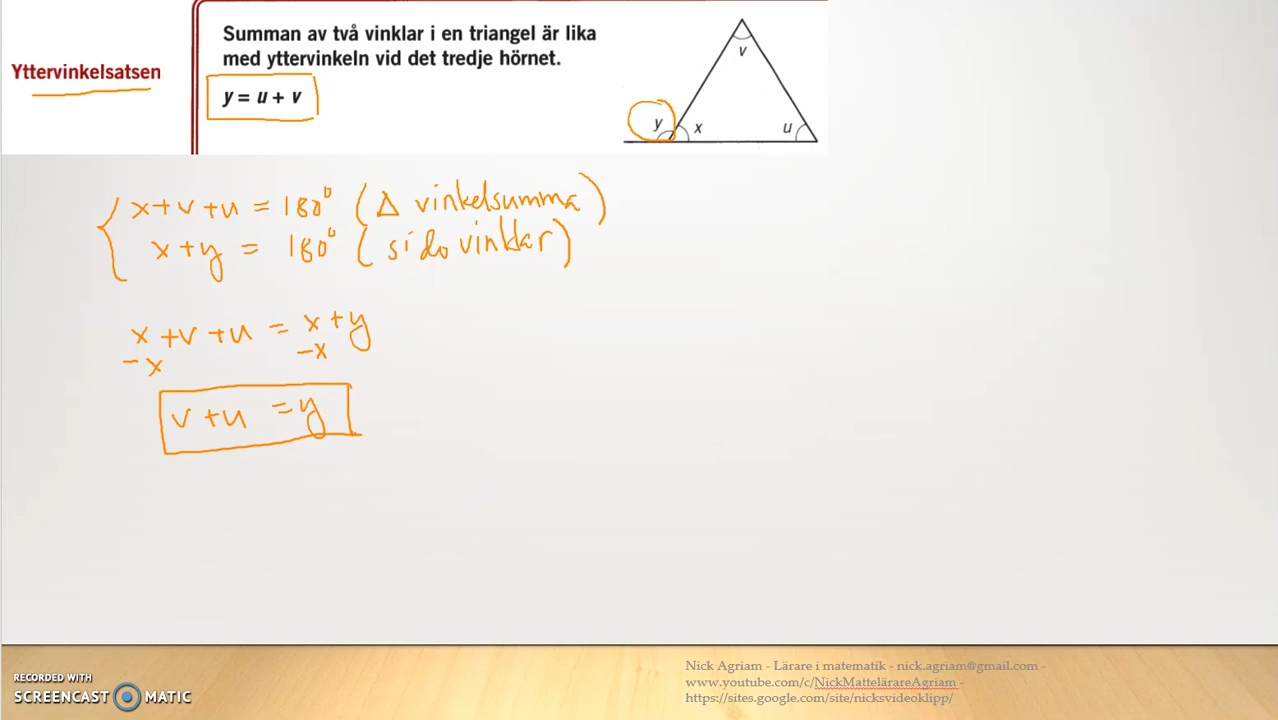 Yttervinkelsatsen
Summan av två vinklar i en triangel är lika
med yttervinkeln vid det tredje hörnet.
y = u + v
v
y
x
u
x+v+u = 180° (Δ vinkelsumma)
x+y = 180° (sidovinklar)
x+v+u = x+y
-x -x
v+u =y
RECORDED WITH
SCREENCAST MATIC
Nick Agriam - Lärare i matematik - nick.agriam@gmail.com -
www.youtube.com/c/NickMattelärareAgriam -
https://sites.google.com/site/nicksvideoklipp/